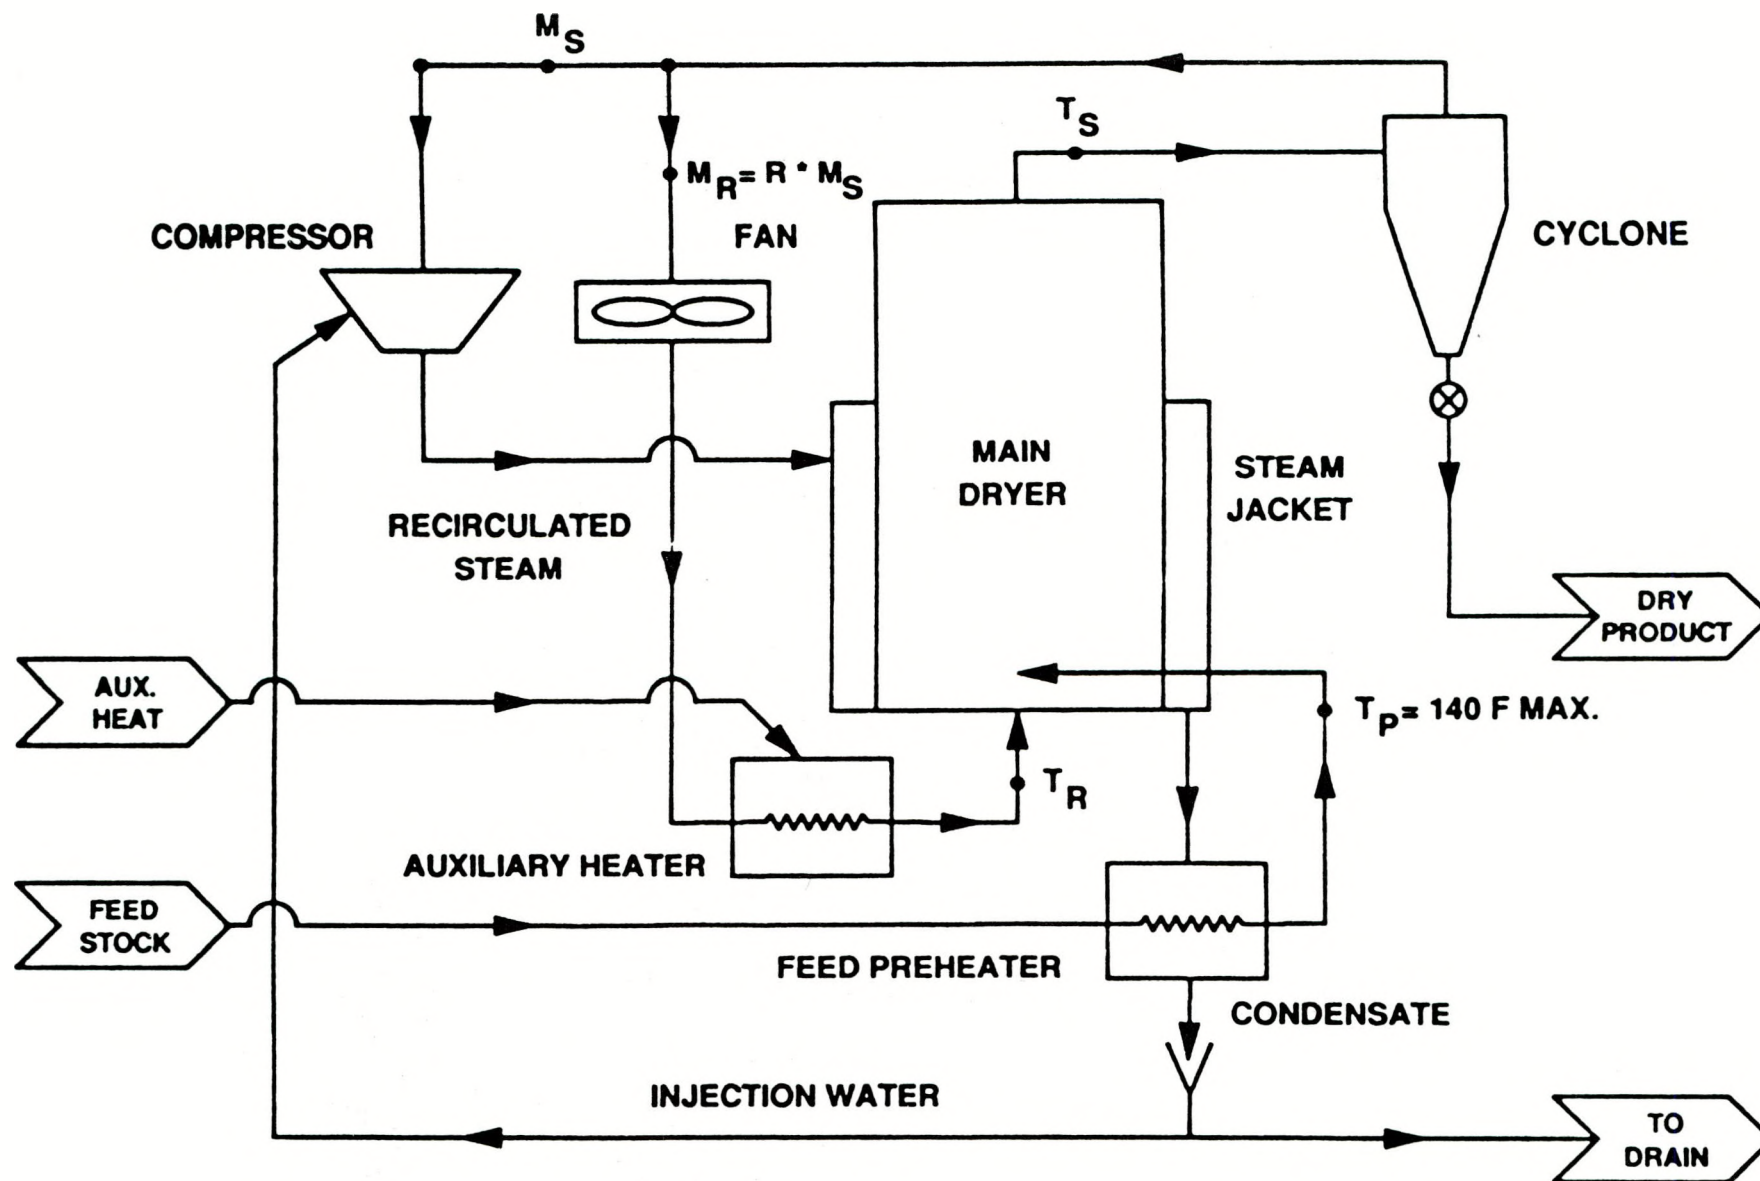 M_S
T_S
M_R = R * M_S
COMPRESSOR
FAN
CYCLONE
MAIN
DRYER
STEAM
JACKET
RECIRCULATED
STEAM
DRY
PRODUCT
AUX.
HEAT
T_P = 140 F MAX.
T_R
AUXILIARY HEATER
FEED
STOCK
FEED PREHEATER
CONDENSATE
INJECTION WATER
TO
DRAIN